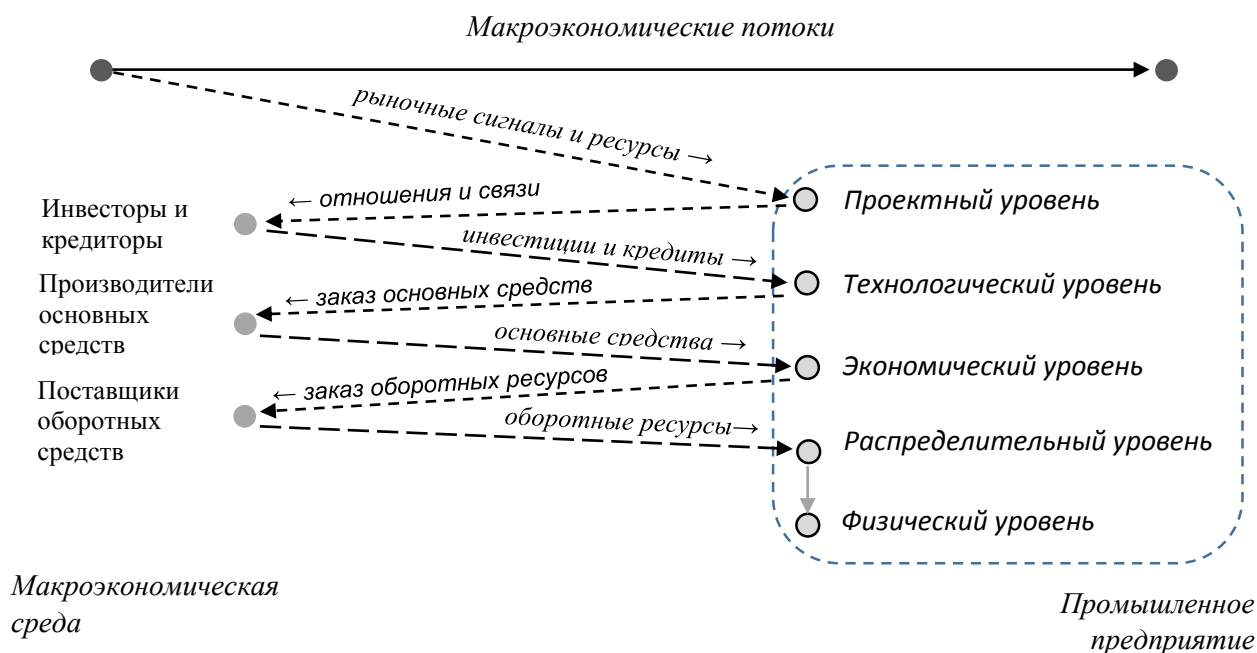 Макроэкономические потоки
рыночные сигналы и ресурсы →
← отношения и связи
Проектный уровень
Инвесторы и
кредиторы
инвестиции и кредиты →
Технологический уровень
Производители
основных
средств
← заказ основных средств
основные средства →
Экономический уровень
Поставщики
оборотных
средств
← заказ оборотных ресурсов
оборотные ресурсы→
Распределительный уровень
Физический уровень
Макроэкономическая
среда
Промышленное
предприятие